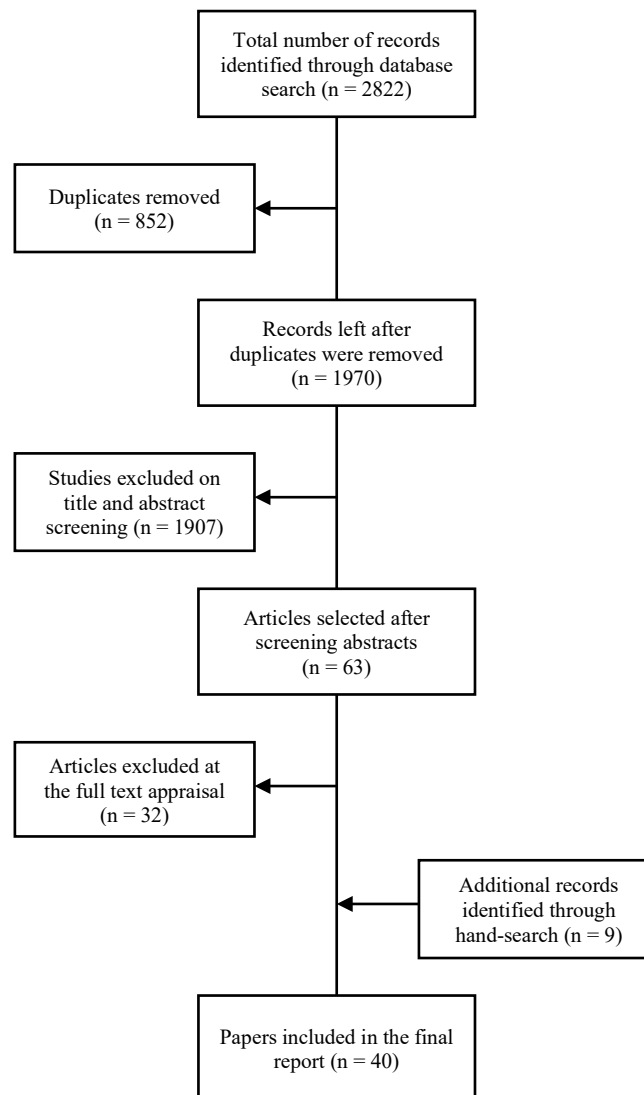 Total number of records
identified through database
search (n = 2822)
Duplicates removed
(n = 852)
Records left after
duplicates were removed
(n = 1970)
Studies excluded on
title and abstract
screening (n = 1907)
Articles selected after
screening abstracts
(n = 63)
Articles excluded at
the full text appraisal
(n = 32)
Additional records
identified through
hand-search (n = 9)
Papers included in the final
report (n = 40)